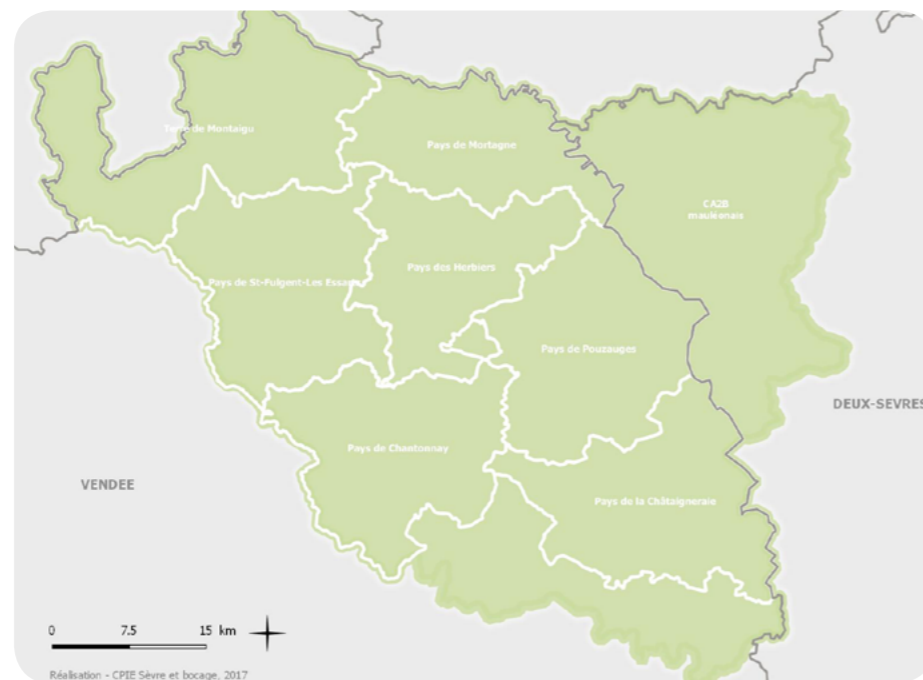 Terre de Montaigu
Pays de Mortagne
CA2B
mauléonais
Pays des Herbiers
Pays de St-Fulgent-Les Essarts
Pays de Pouzauges
DEUX-SEVRES
Pays de Chantonnay
VENDEE
Pays de la Châtaigneraie
0 7.5 15 km
Réalisation - CPIE Sèvre et bocage, 2017